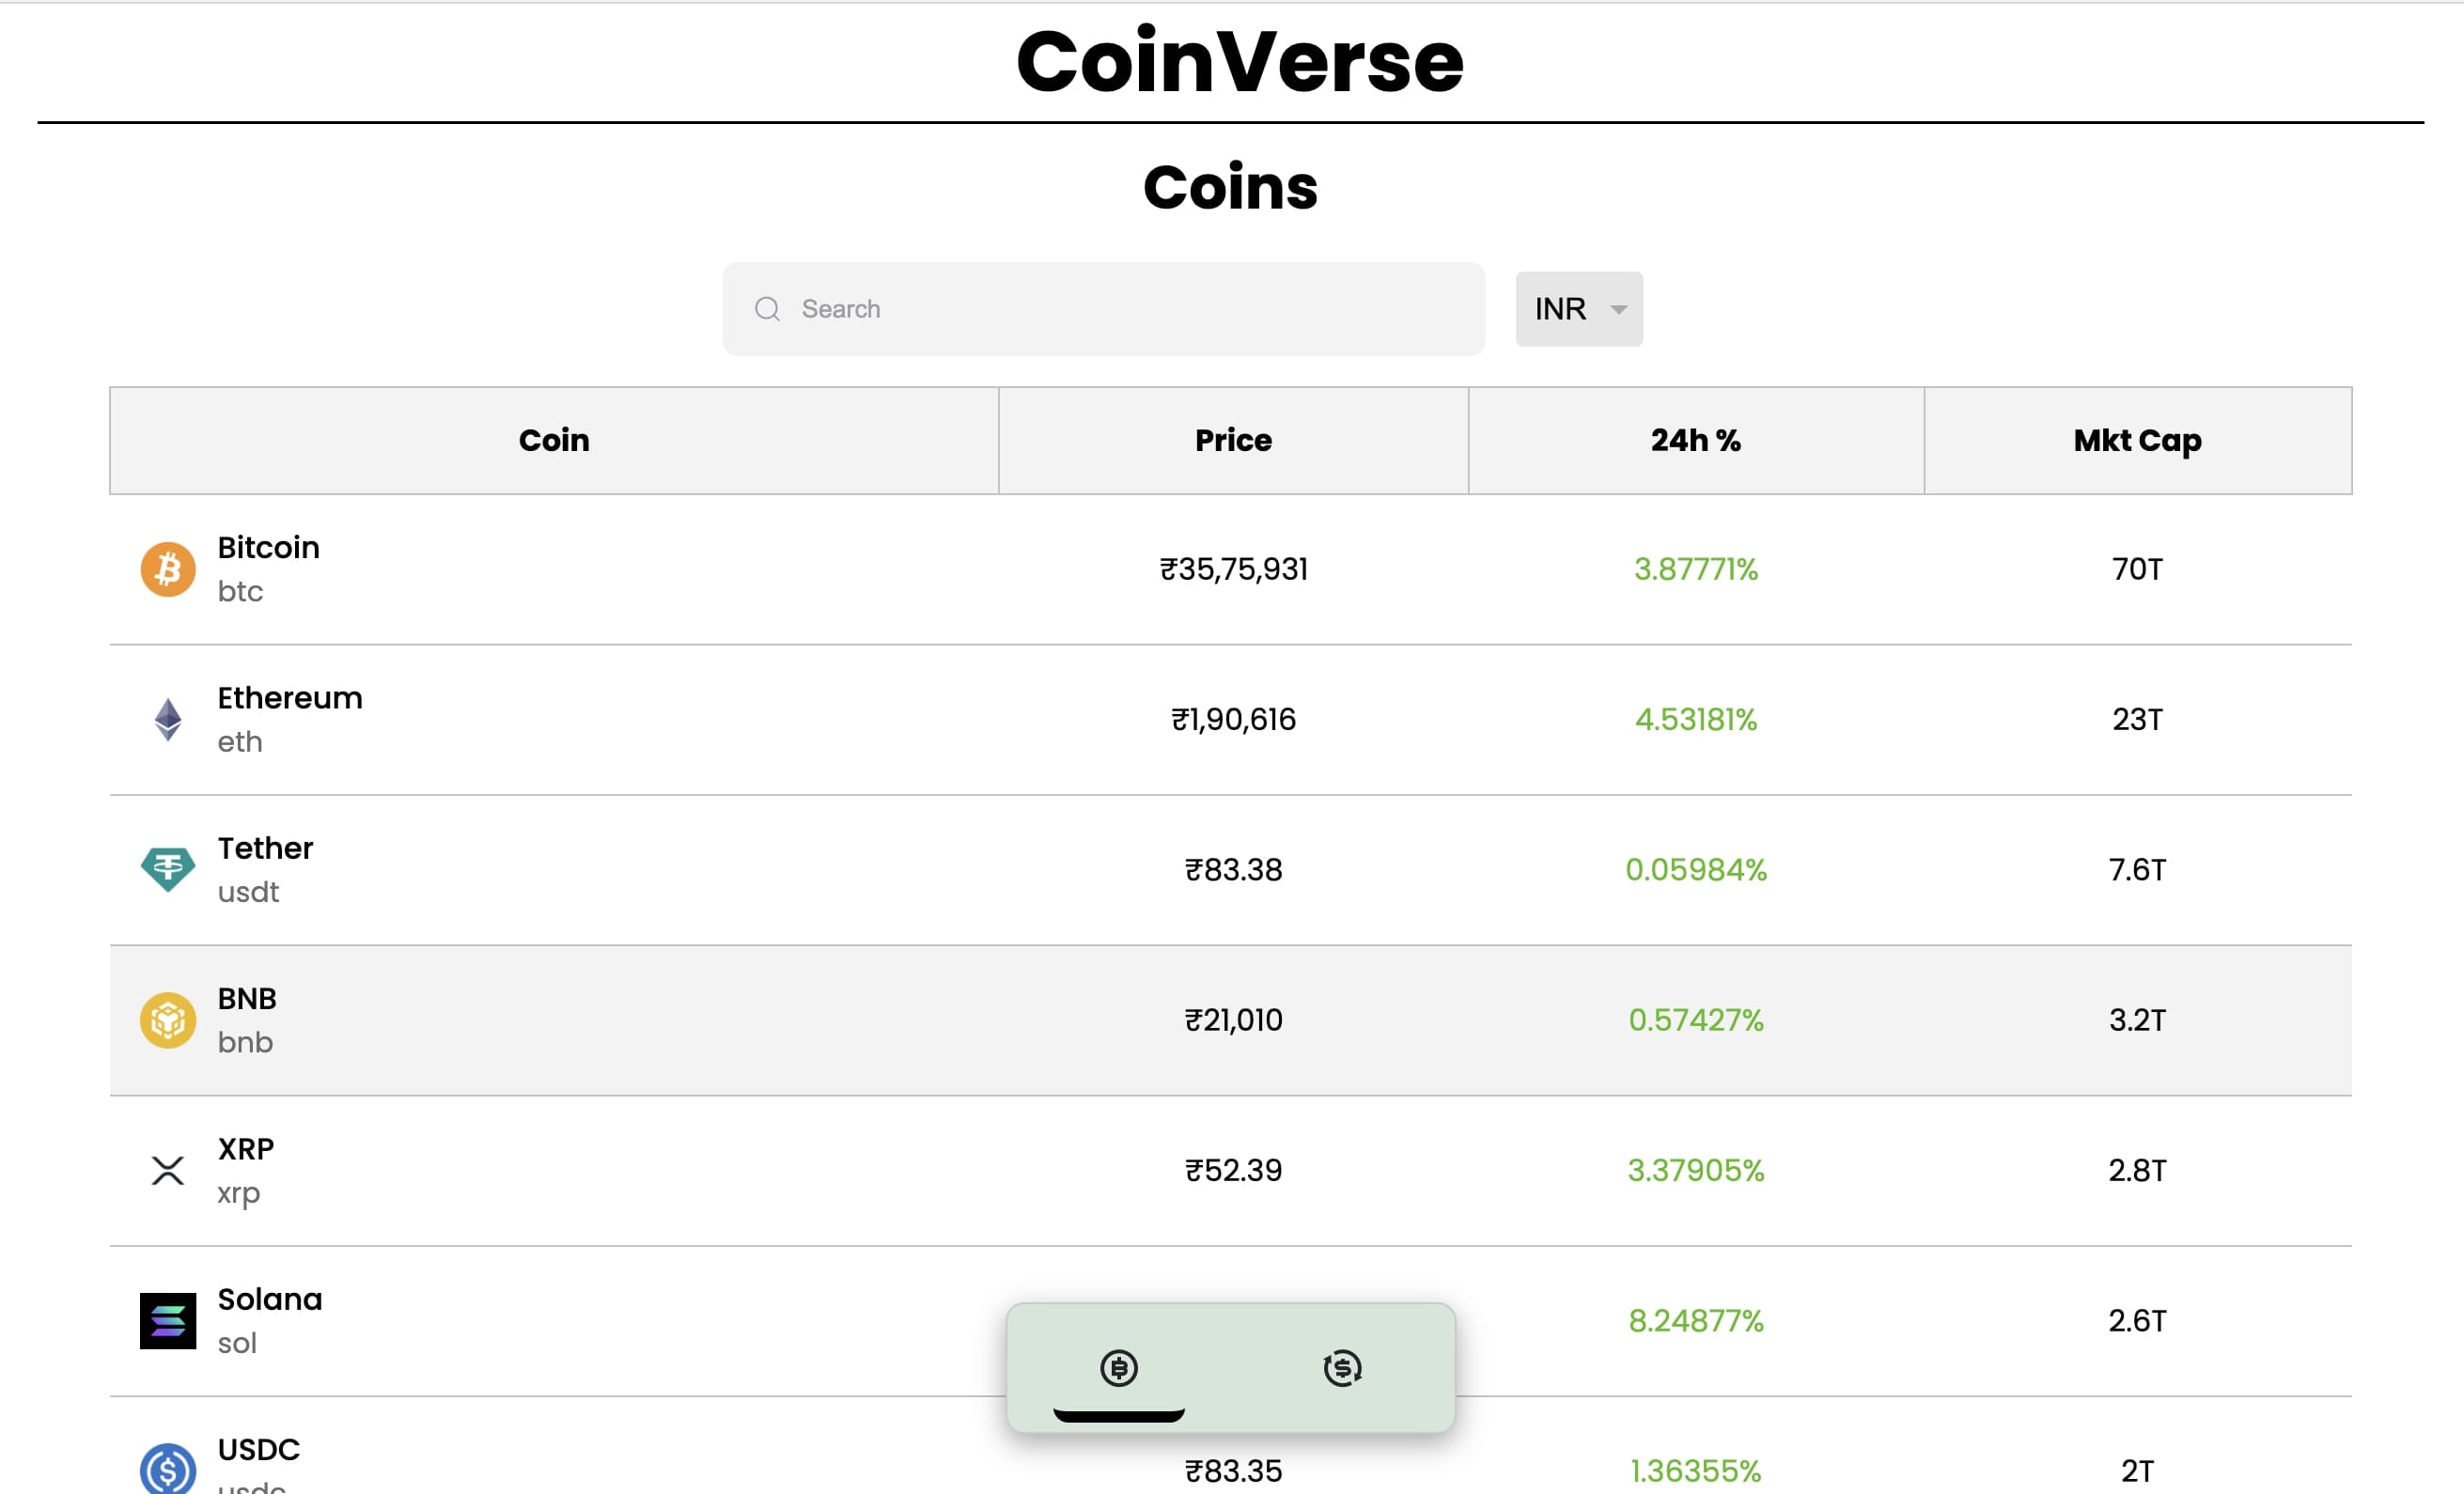 CoinVerse
Coins
Search
INR
Coin Price 24h % Mkt Cap
Bitcoin
btc
₹35,75,931 3.87771% 70T
Ethereum
eth
₹1,90,616 4.53181% 23T
Tether
usdt
₹83.38 0.05984% 7.6T
BNB
bnb
₹21,010 0.57427% 3.2T
XRP
xrp
₹52.39 3.37905% 2.8T
Solana
sol
8.24877% 2.6T
USDC
usdc
₹83.35 1.36355% 2T